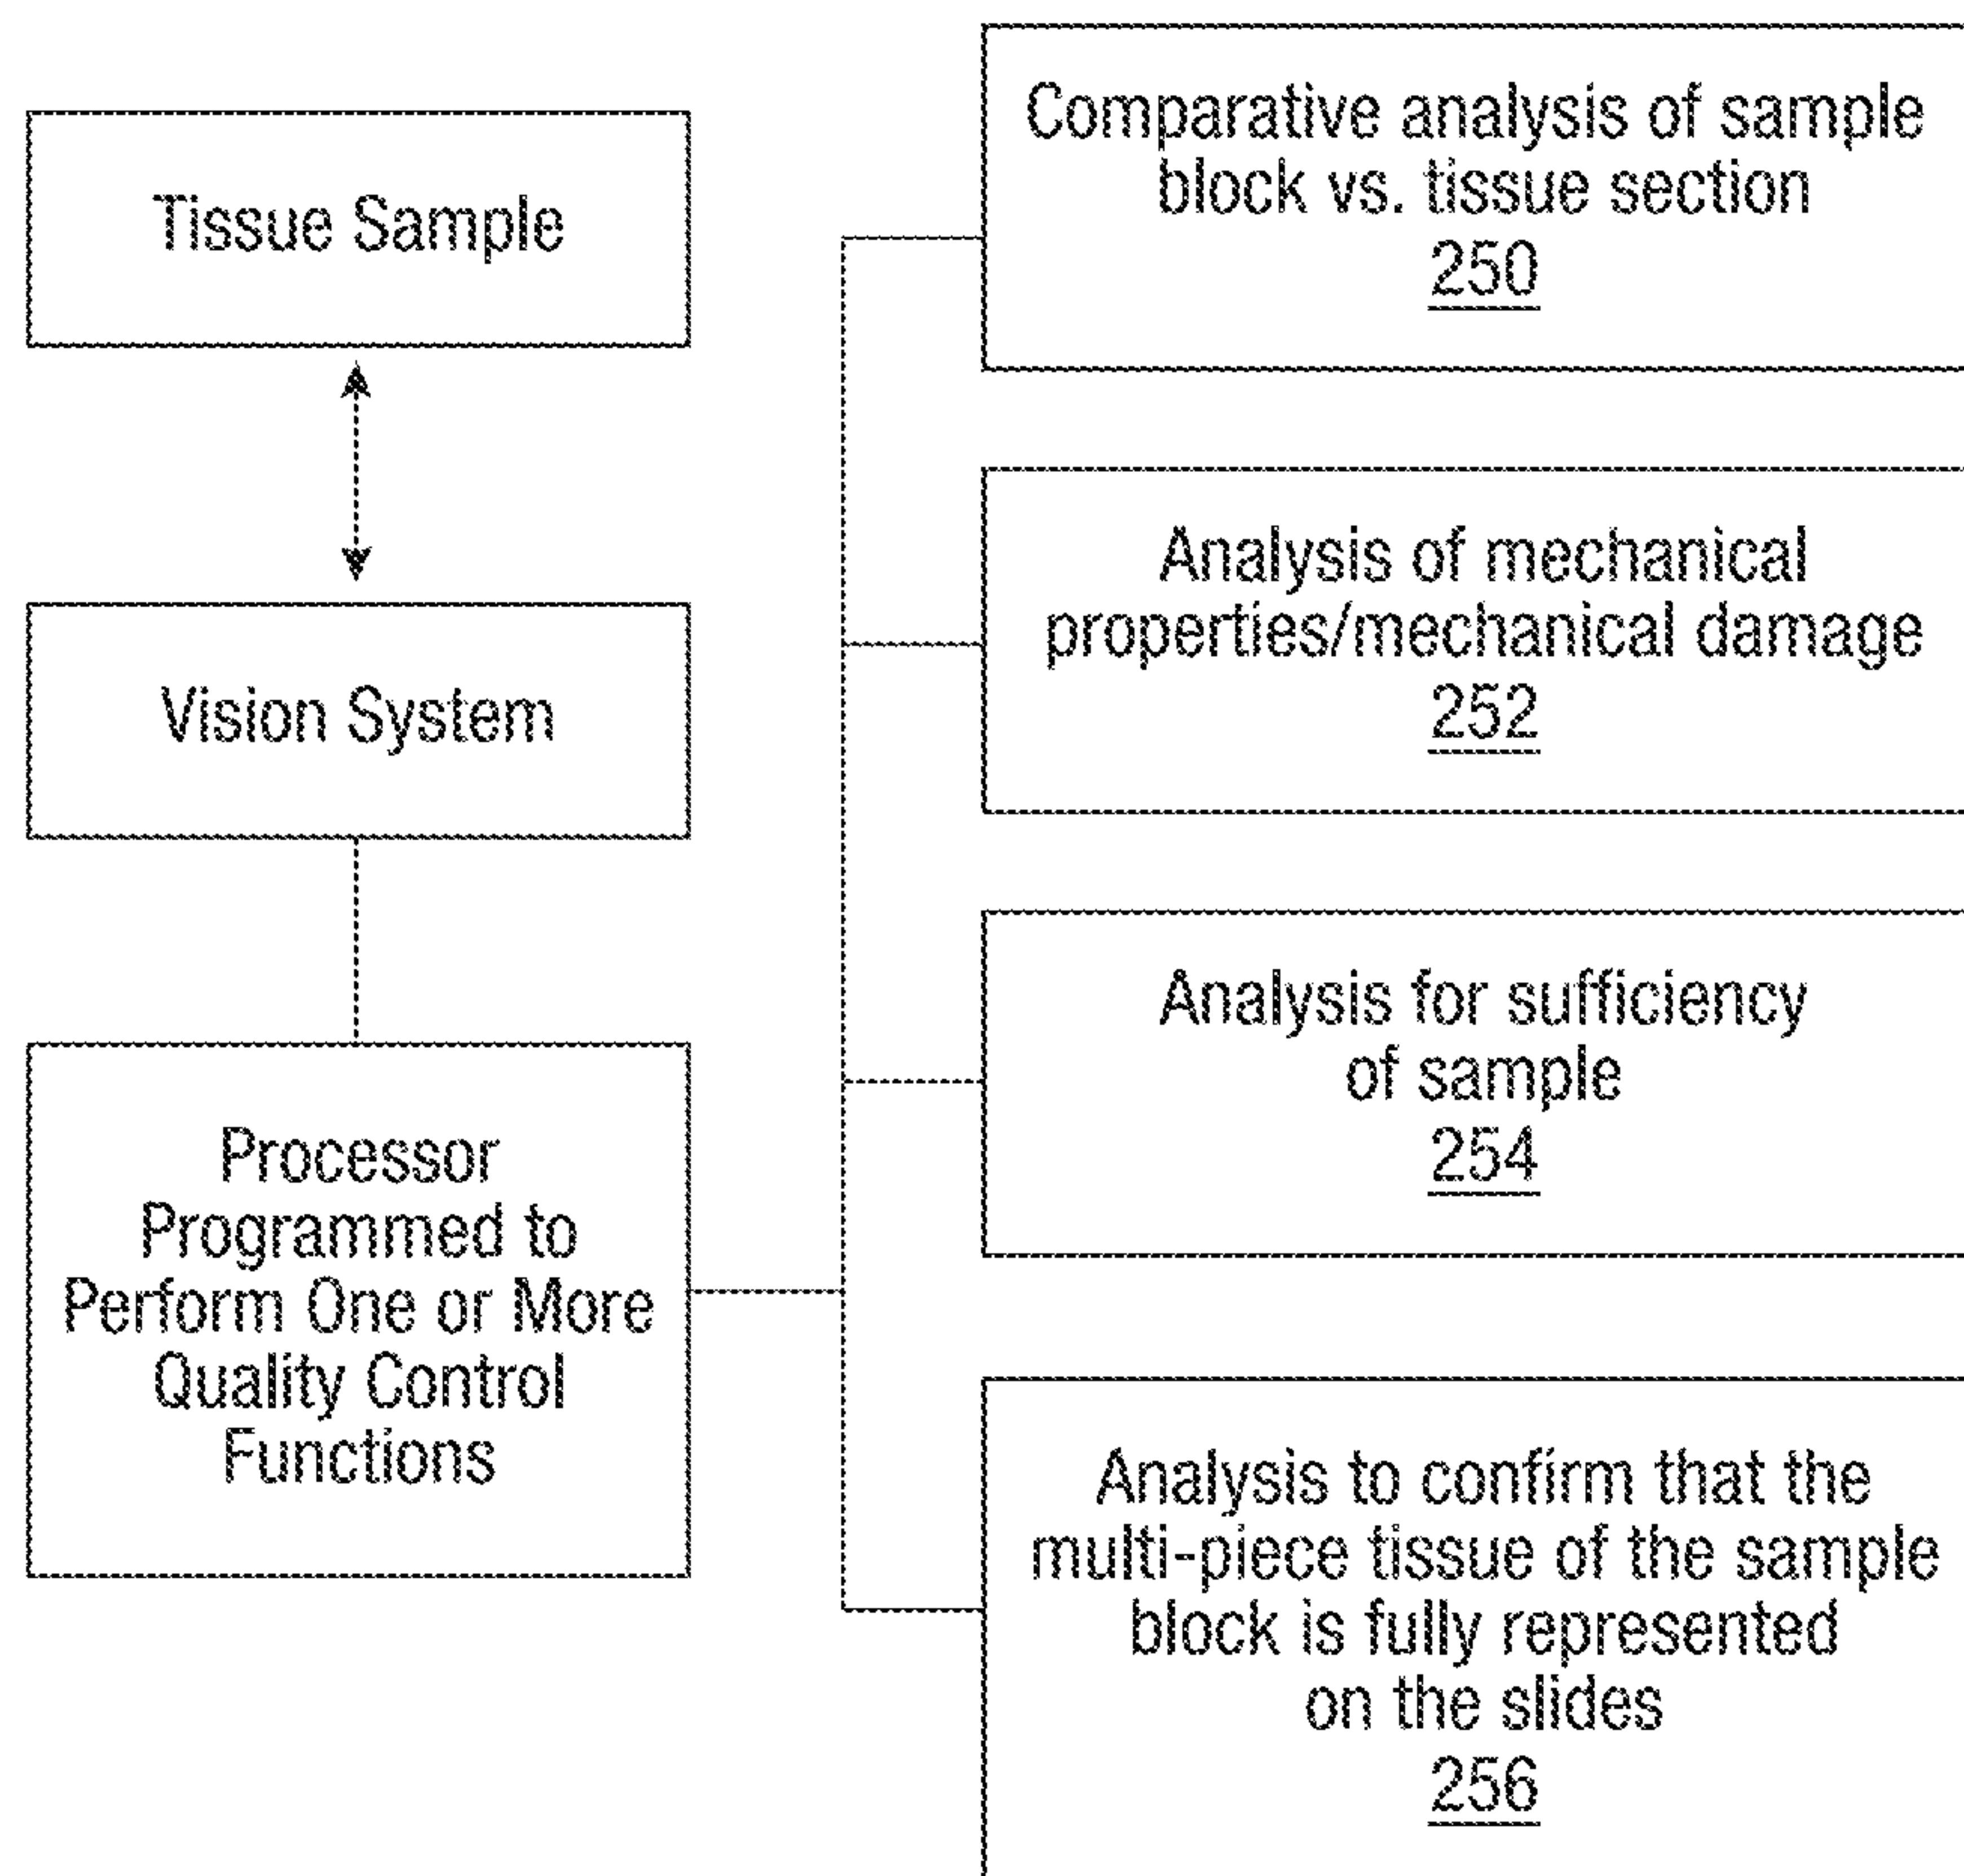 Tissue Sample
Vision System
Processor
Programmed to
Perform One or More
Quality Control
Functions
Comparative analysis of sample
block vs. tissue section
250
Analysis of mechanical
properties/mechanical damage
252
Analysis for sufficiency
of sample
254
Analysis to confirm that the
multi-piece tissue of the sample
block is fully represented
on the slides
256